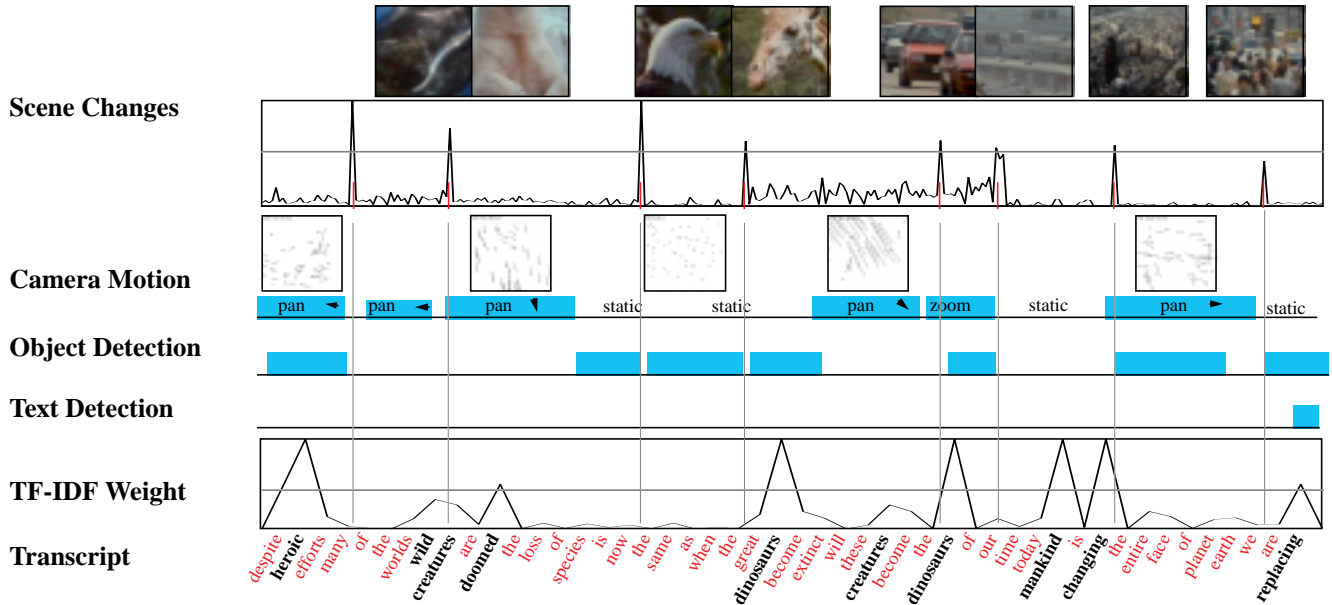 Scene Changes
Camera Motion
pan pan pan static static pan zoom static pan static
Object Detection
Text Detection
TF-IDF Weight
Transcript
despite heroic efforts many of the worlds wild creatures are doomed the loss of species is now the same as when the great dinosaurs become extinct will these creatures become the dinosaurs of our time today mankind is changing the entire face of planet earth we are replacing